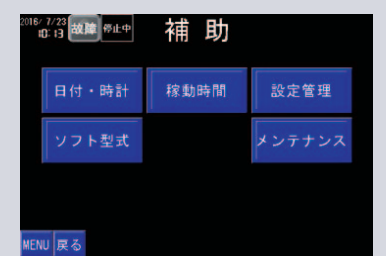 2016/ 7/23
10:13
故障
停止中
補 助
日付・時計
稼動時間
設定管理
ソフト型式
メンテナンス
MENU
戻る